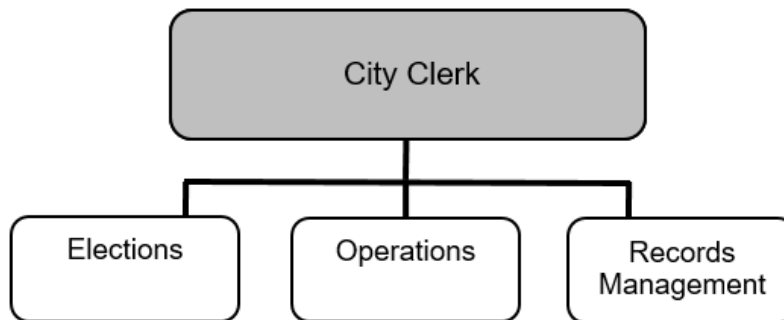 City Clerk
Elections
Operations
Records
Management